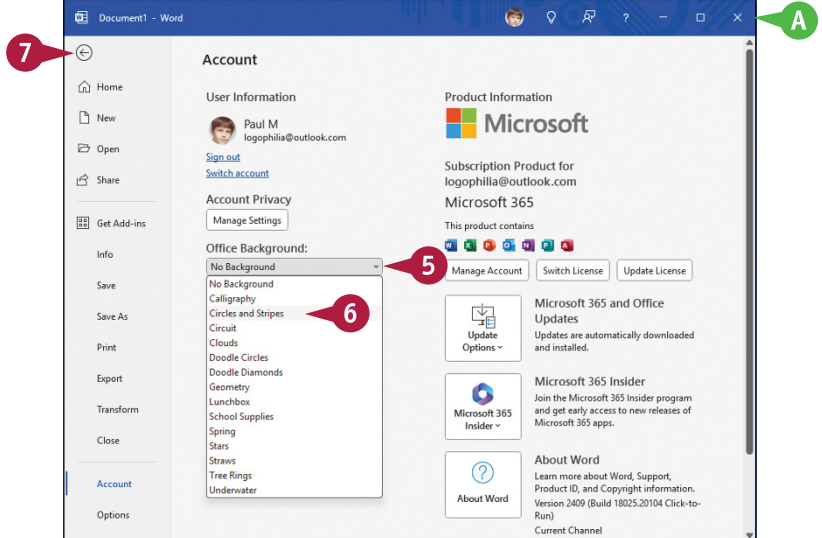 Document1 - Word
?
A
7
Home
New
Open
Share
Get Add-ins
Info
Save
Save As
Print
Export
Transform
Close
Account
Options
Account
User Information
Paul M
logophilia@outlook.com
Sign out
Switch account
Account Privacy
Manage Settings
Office Background:
No Background
5
No Background
Calligraphy
Circles and Stripes
6
Circuit
Clouds
Doodle Circles
Doodle Diamonds
Geometry
Lunchbox
School Supplies
Spring
Stars
Straws
Tree Rings
Underwater
Product Information
Microsoft
Subscription Product for
logophilia@outlook.com
Microsoft 365
This product contains
W X P O N P A
Manage Account Switch License Update License
Update
Options
Microsoft 365 and Office
Updates
Updates are automatically downloaded
and installed.
Microsoft 365
Insider
Microsoft 365 Insider
Join the Microsoft 365 Insider program
and get early access to new releases of
Microsoft 365 apps.
?
About Word
About Word
Learn more about Word, Support,
Product ID, and Copyright information.
Version 2409 (Build 18025.20104 Click-to-
Run)
Current Channel